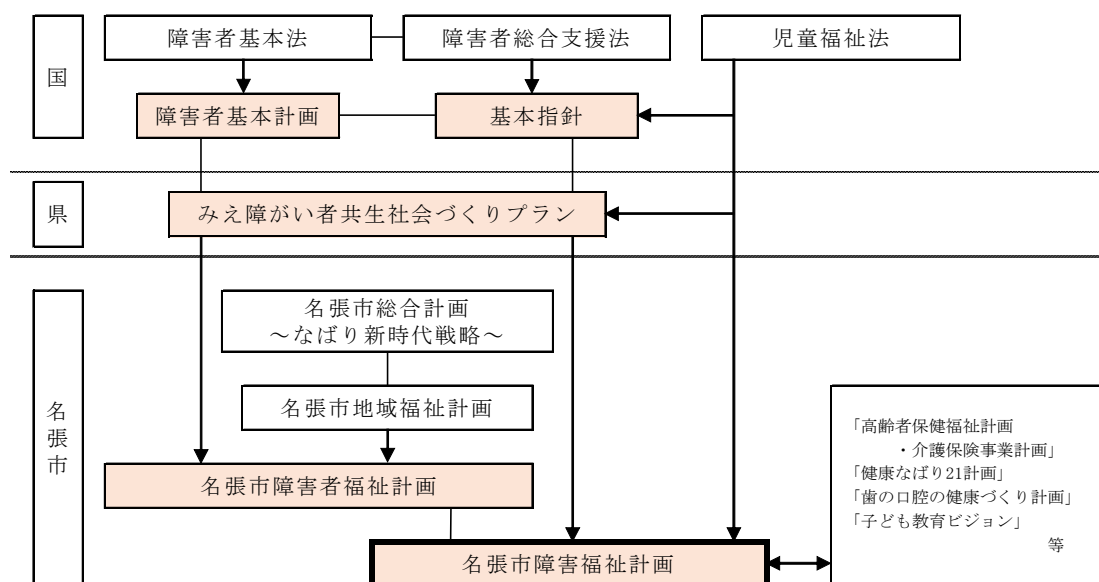 国
障害者基本法
障害者総合支援法
児童福祉法
障害者基本計画
基本指針
県
みえ障がい者共生社会づくりプラン
名張市
名張市総合計画
～なばり新時代戦略～
名張市地域福祉計画
名張市障害者福祉計画
名張市障害福祉計画
「高齢者保健福祉計画
・介護保険事業計画」
「健康なばり21計画」
「歯の口腔の健康づくり計画」
「子ども教育ビジョン」
等